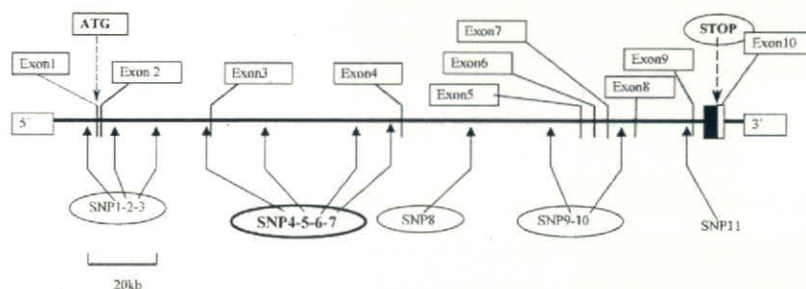 ATG
Exon7
STOP
Exon1
Exon 2
Exon3
Exon4
Exon6
Exon9
Exon10
Exon5
Exon8
5´
3´
SNP1-2-3
SNP4-5-6-7
SNP8
SNP9-10
SNP11
20kb